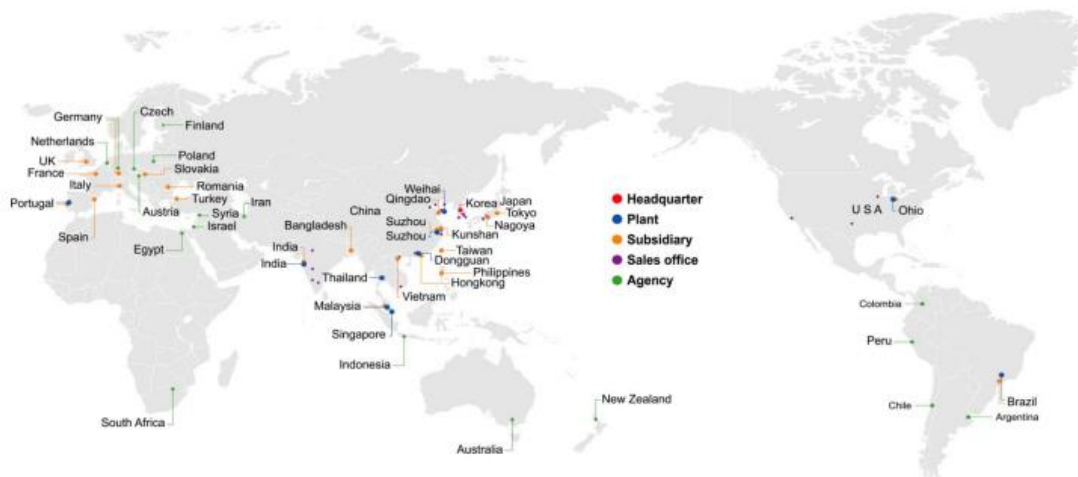 Germany
Czech
Finland
Netherlands
Poland
UK
Slovakia
France
Italy
Romania
Turkey
Portugal
Austria
Syria
Iran
Israel
Spain
Egypt
South Africa
Bangladesh
China
India
India
Thailand
Malaysia
Singapore
Indonesia
Weihai
Qingdao
Korea
Japan
Tokyo
Nagoya
Suzhou
Suzhou
Kunshan
Taiwan
Dongguan
Philippines
Hongkong
Vietnam
Australia
New Zealand
Headquarter
Plant
Subsidiary
Sales office
Agency
U S A
Ohio
Colombia
Peru
Chile
Brazil
Argentina